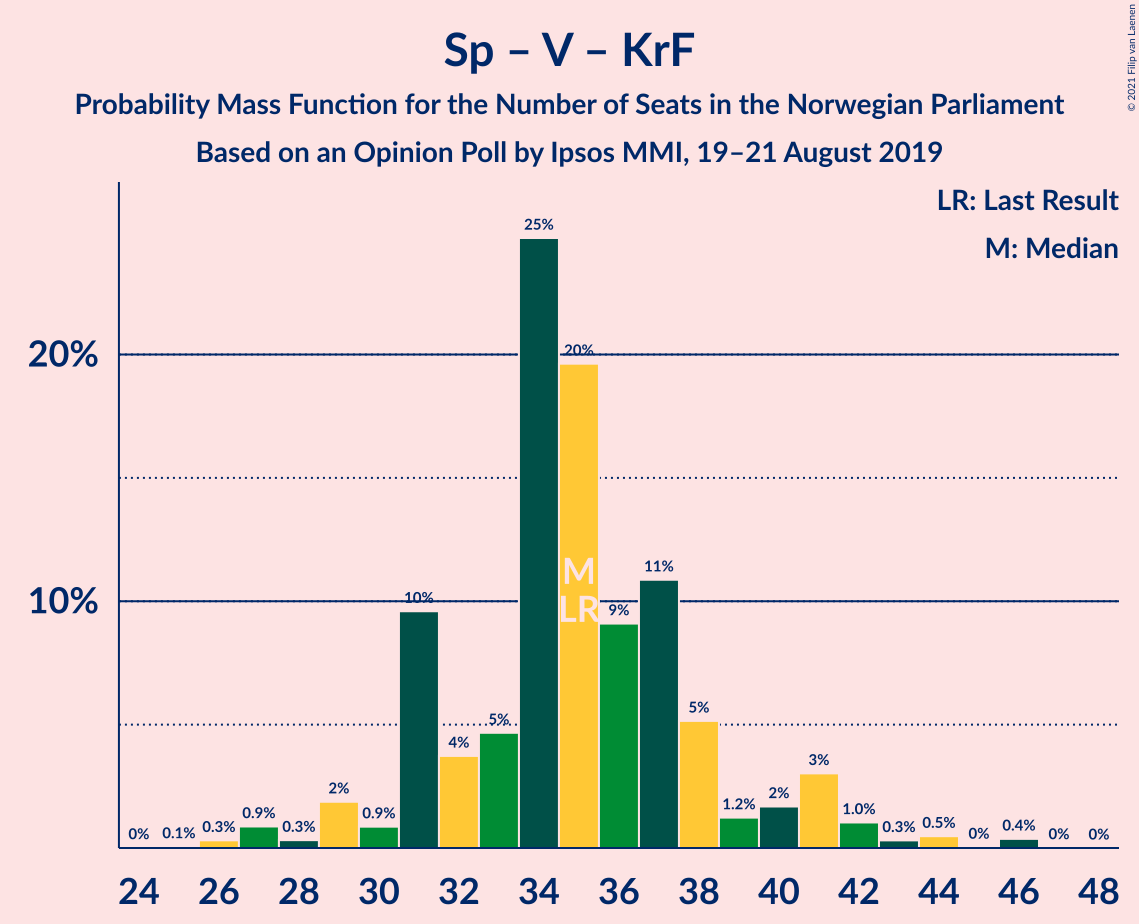 Sp – V – KrF
Probability Mass Function for the Number of Seats in the Norwegian Parliament
Based on an Opinion Poll by Ipsos MMI, 19–21 August 2019
© 2021 Filip van Laenen
LR: Last Result
M: Median
20%
10%
0% 0.1% 0.3% 0.9% 0.3% 2% 0.9% 10% 4% 5% 25% 20% 9% 11% 5% 1.2% 2% 3% 1.0% 0.3% 0.5% 0% 0.4% 0% 0%
M
LR
24 26 28 30 32 34 36 38 40 42 44 46 48